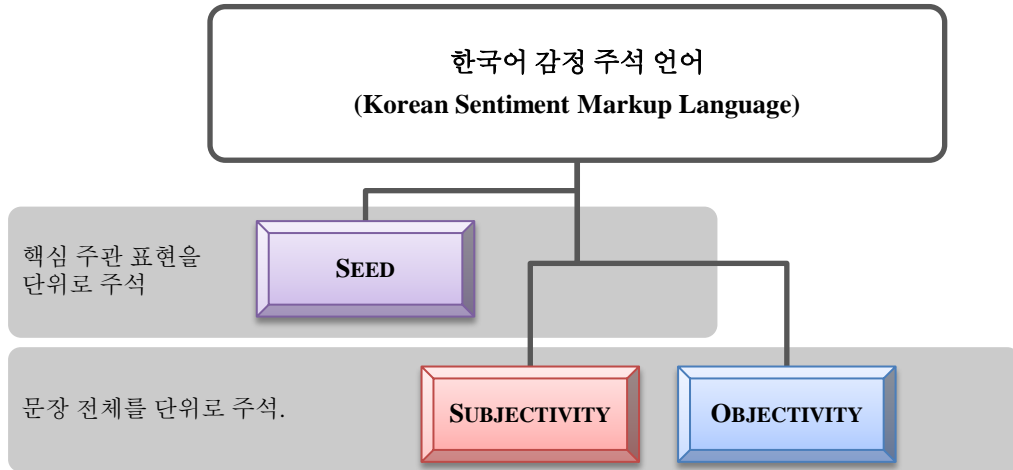 한국어 감정 주석 언어
(Korean Sentiment Markup Language)
핵심 주관 표현을
단위로 주석
SEED
문장 전체를 단위로 주석.
SUBJECTIVITY
OBJECTIVITY